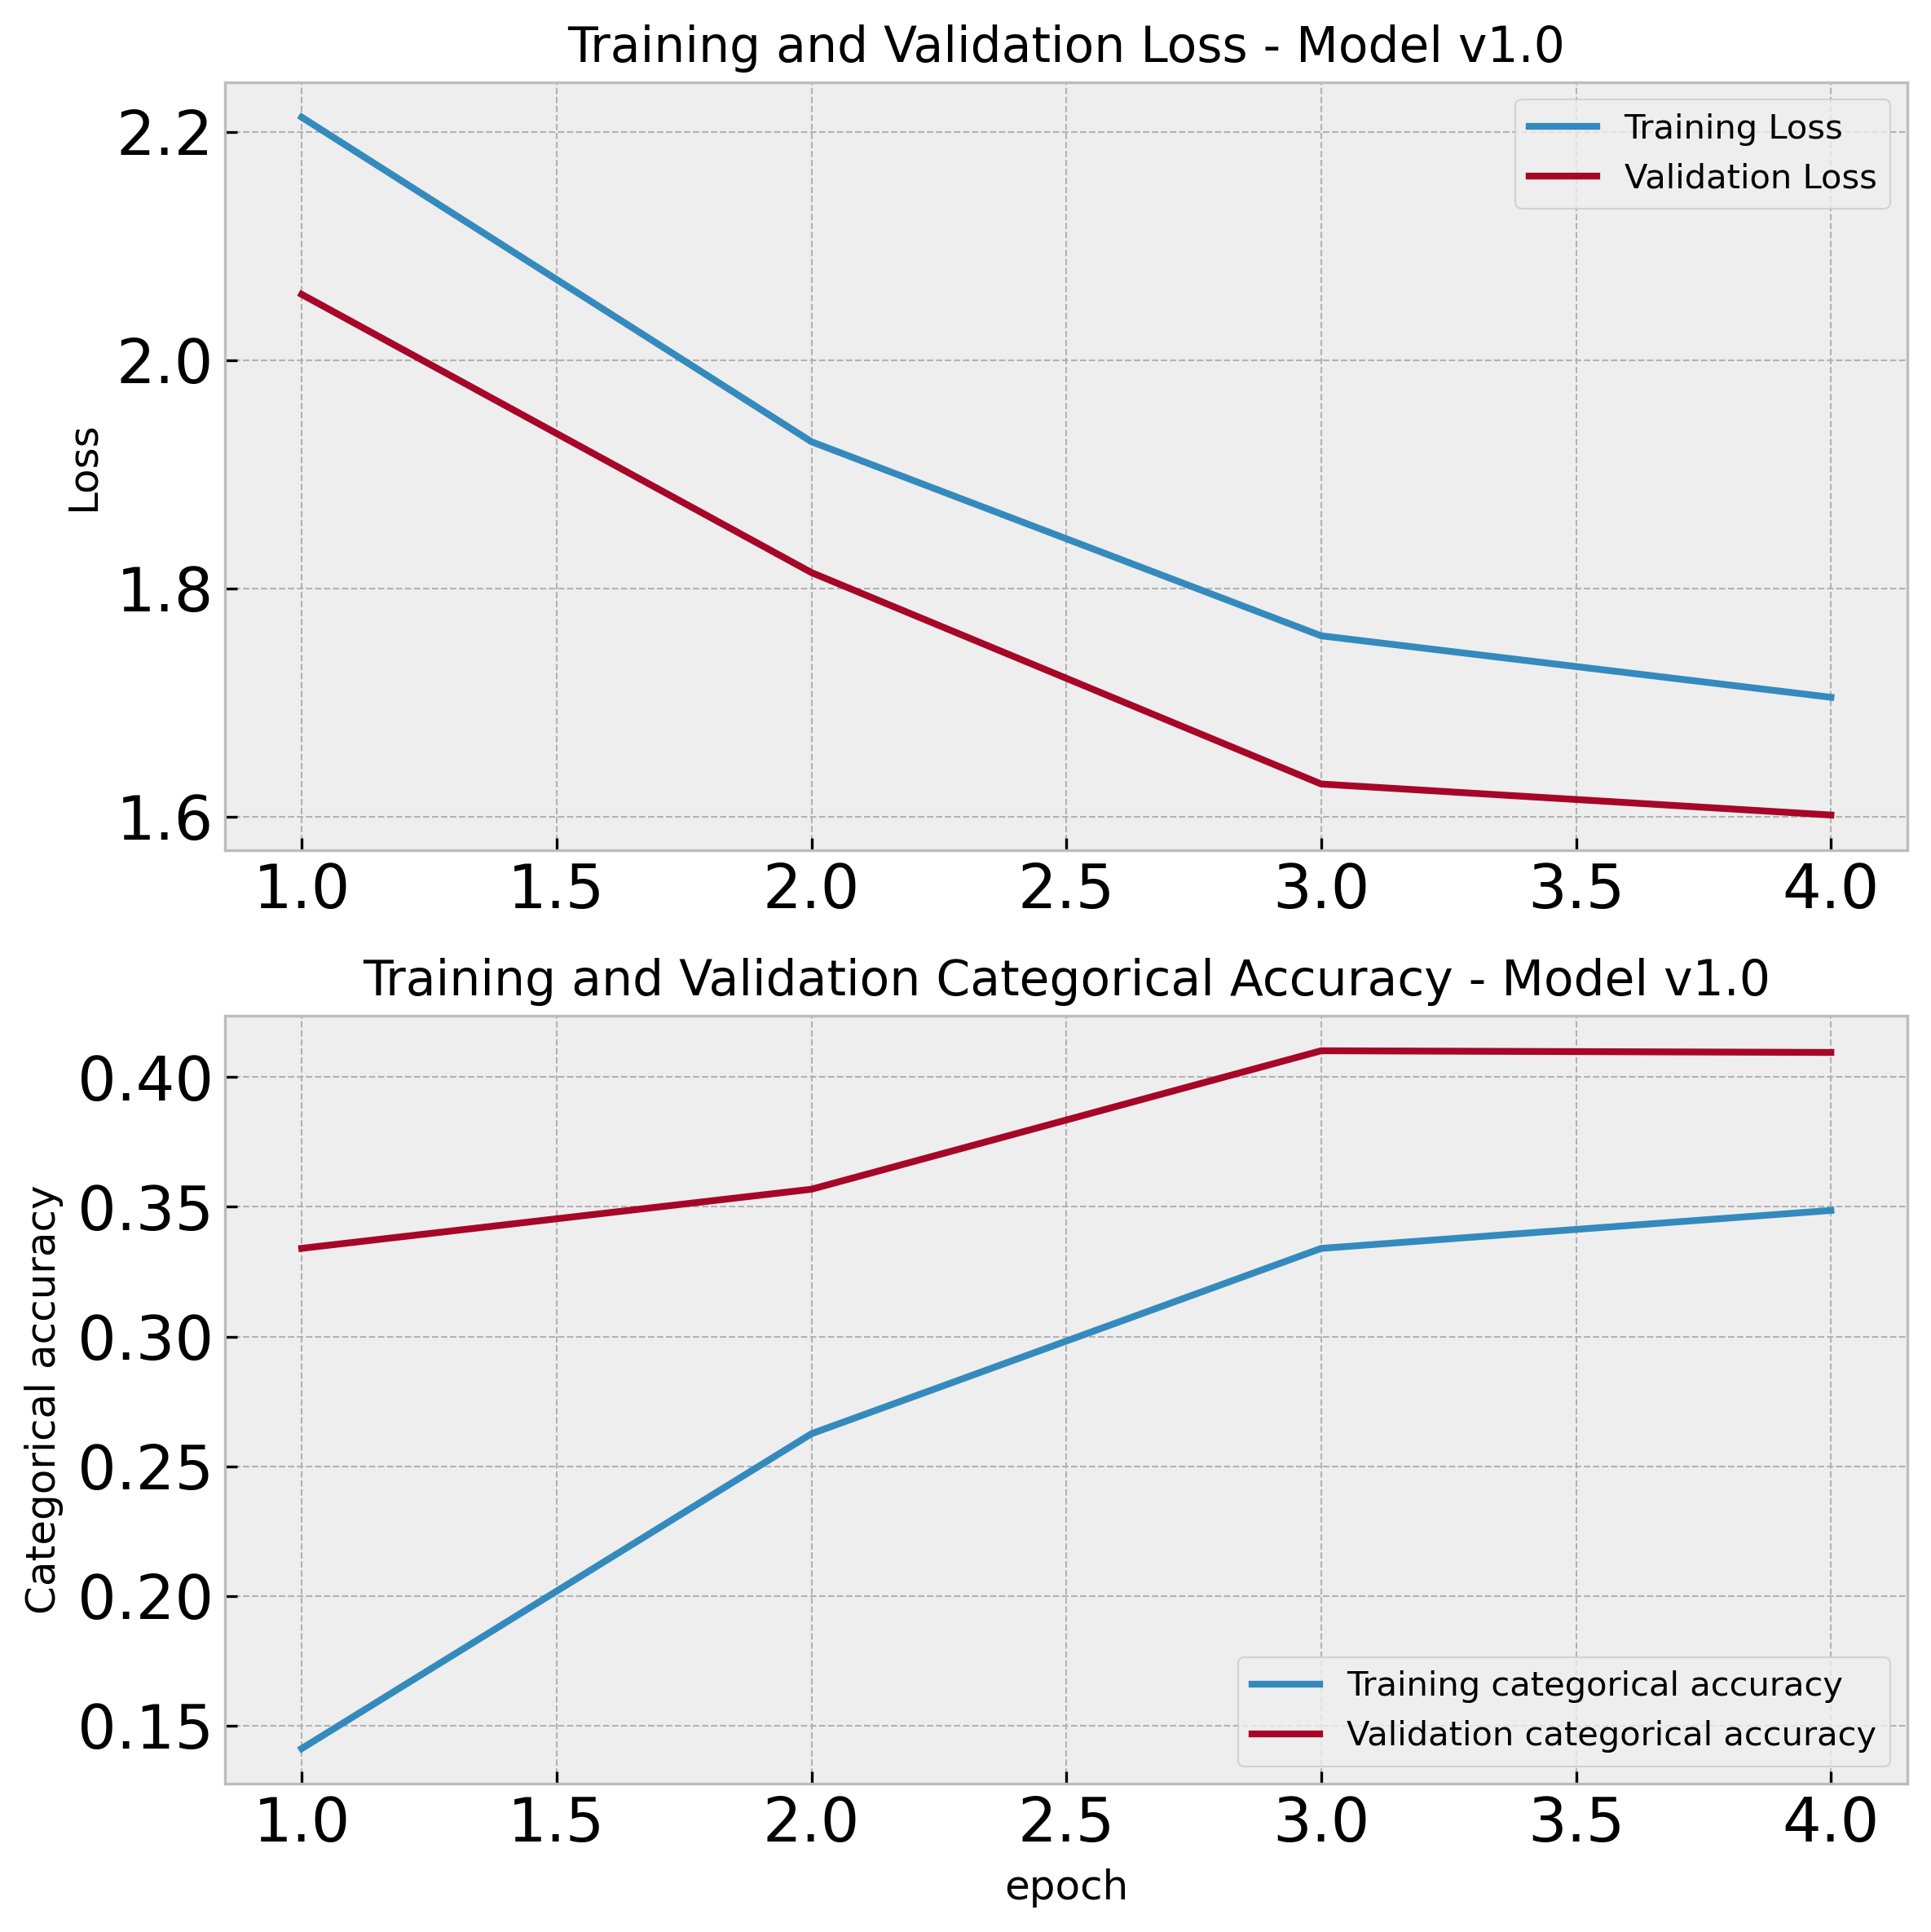 Training and Validation Loss - Model v1.0
Training Loss
Validation Loss
Loss
2.2
2.0
1.8
1.6
1.0 1.5 2.0 2.5 3.0 3.5 4.0
Training and Validation Categorical Accuracy - Model v1.0
Categorical accuracy
0.40
0.35
0.30
0.25
0.20
0.15
Training categorical accuracy
Validation categorical accuracy
1.0 1.5 2.0 2.5 3.0 3.5 4.0
epoch